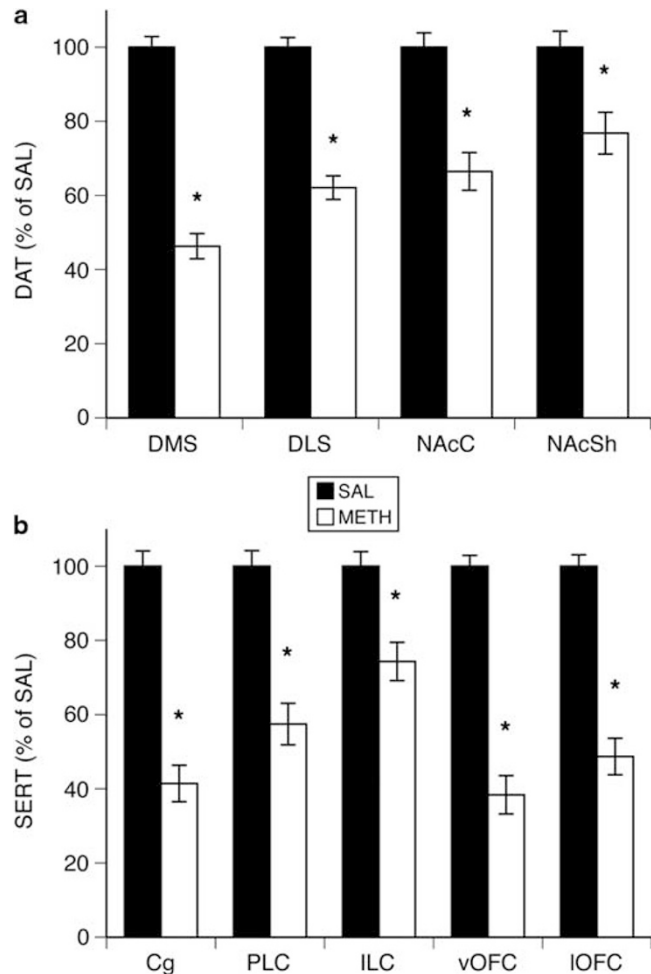 a
DAT (% of SAL)
100
80
60
40
20
0
* * * *
DMS DLS NAcC NAcSh
SAL
METH
b
SERT (% of SAL)
100
80
60
40
20
0
* * * * *
Cg PLC ILC vOFC lOFC